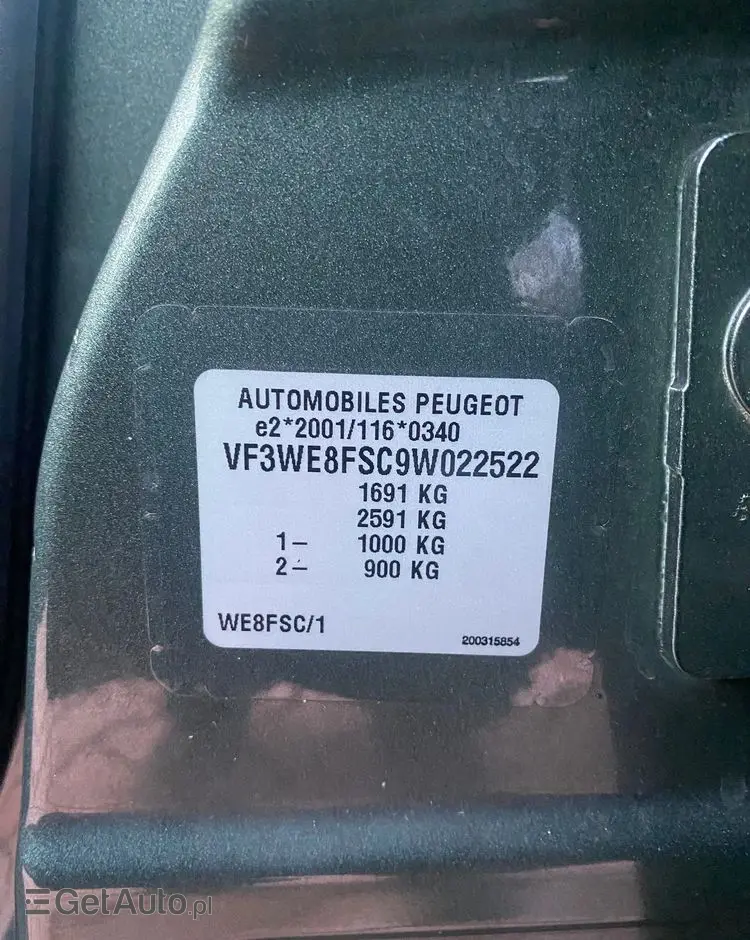 AUTOMOBILES PEUGEOT
e2*2001/116*0340
VF3WE8FSC9W022522
1691 KG
2591 KG
1– 1000 KG
2– 900 KG
WE8FSC/1
200315854
GetAuto.pl